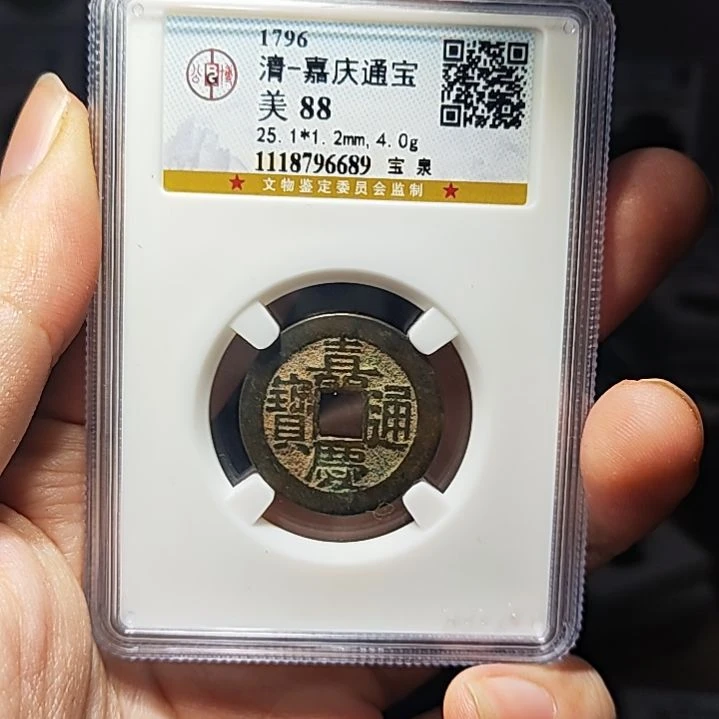 1796
清-嘉庆通宝
美 88
25.1*1.2mm, 4.0g
1118796689 宝 泉
文物鉴定委员会监制
嘉慶通寶